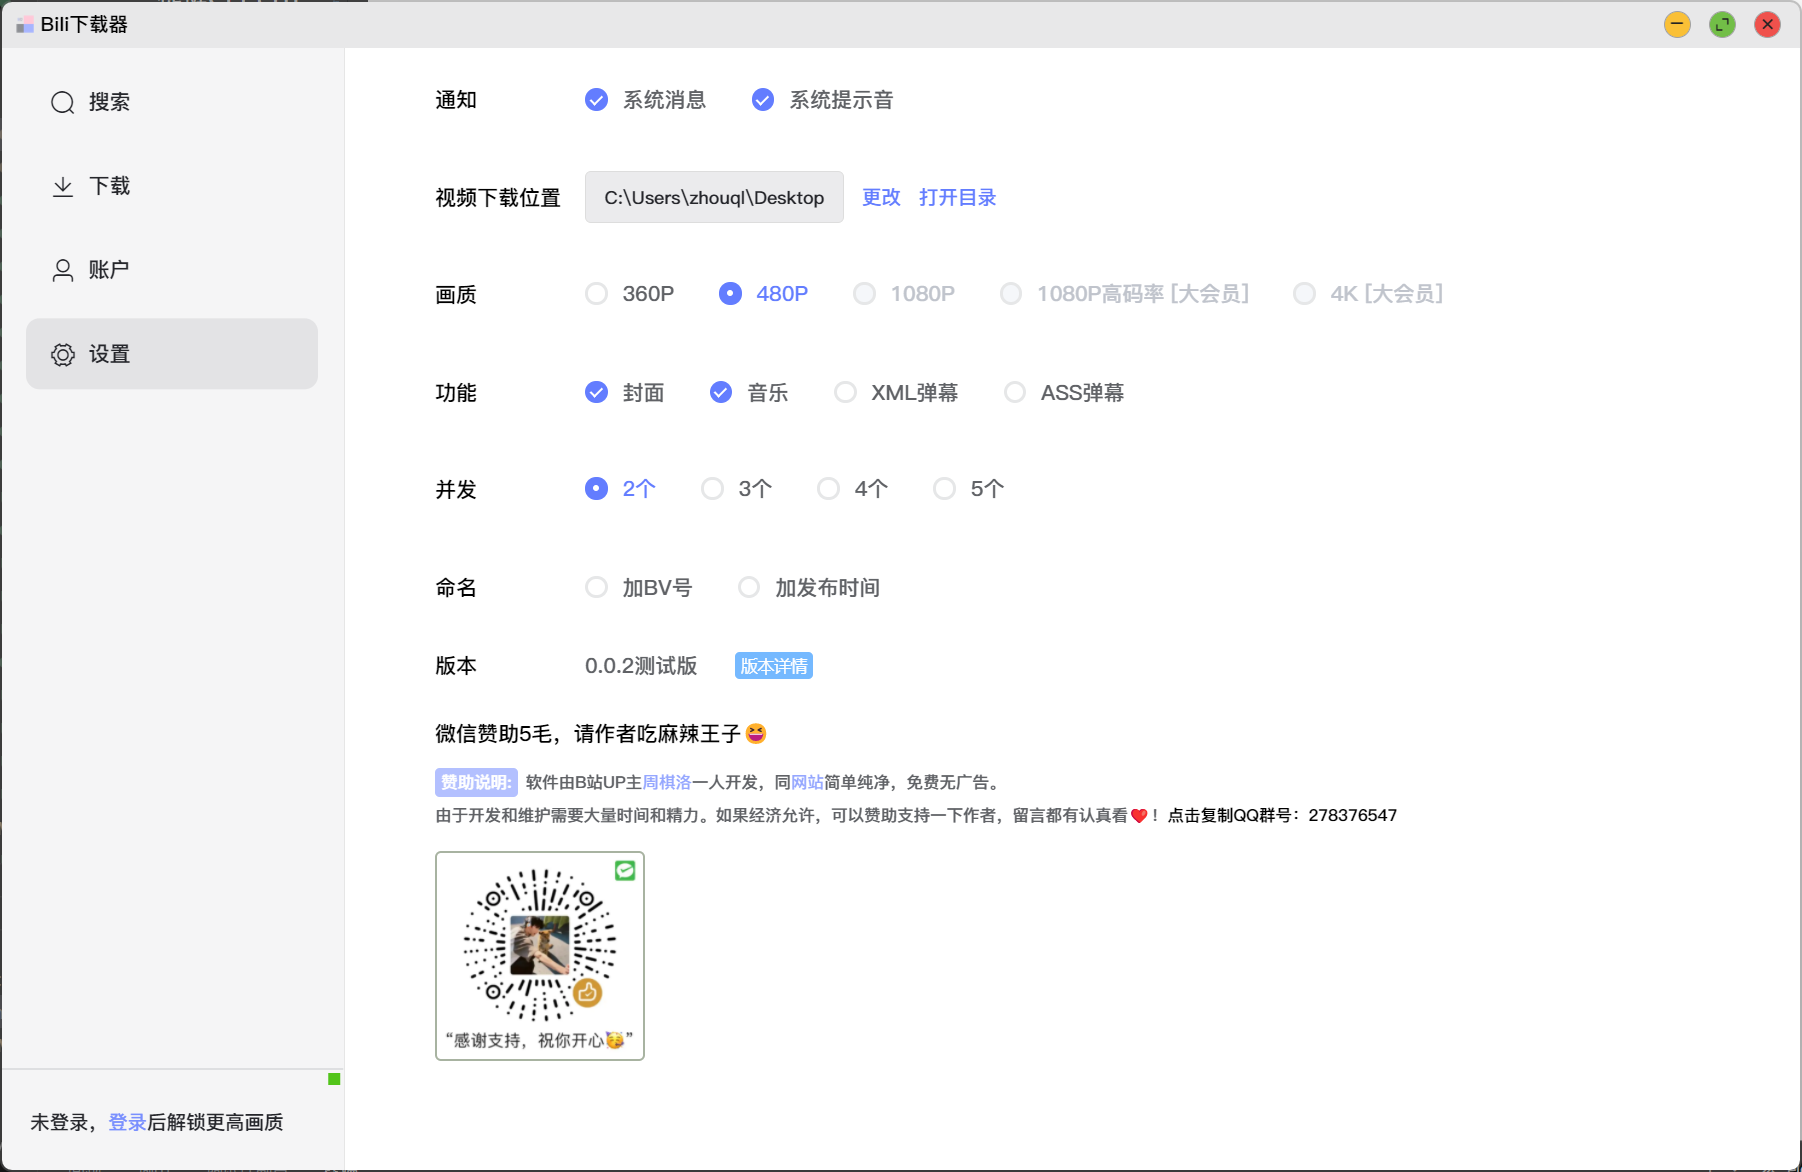 Bili下载器
搜索
下载
账户
设置
通知 系统消息 系统提示音
视频下载位置 C:\Users\zhouql\Desktop 更改 打开目录
画质 360P 480P 1080P 1080P高码率 [大会员] 4K [大会员]
功能 封面 音乐 XML弹幕 ASS弹幕
并发 2个 3个 4个 5个
命名 加BV号 加发布时间
版本 0.0.2测试版 版本详情
微信赞助5毛，请作者吃麻辣王子😆
赞助说明: 软件由B站UP主周棋洛一人开发，同网站简单纯净，免费无广告。
由于开发和维护需要大量时间和精力。如果经济允许，可以赞助支持一下作者，留言都有认真看❤️！点击复制QQ群号：278376547
“感谢支持，祝你开心🥳”
未登录，登录后解锁更高画质